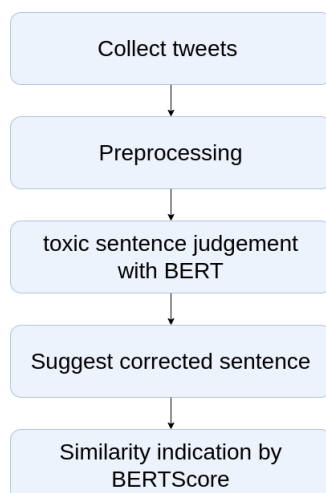 Collect tweets
Preprocessing
toxic sentence judgement
with BERT
Suggest corrected sentence
Similarity indication by
BERTScore